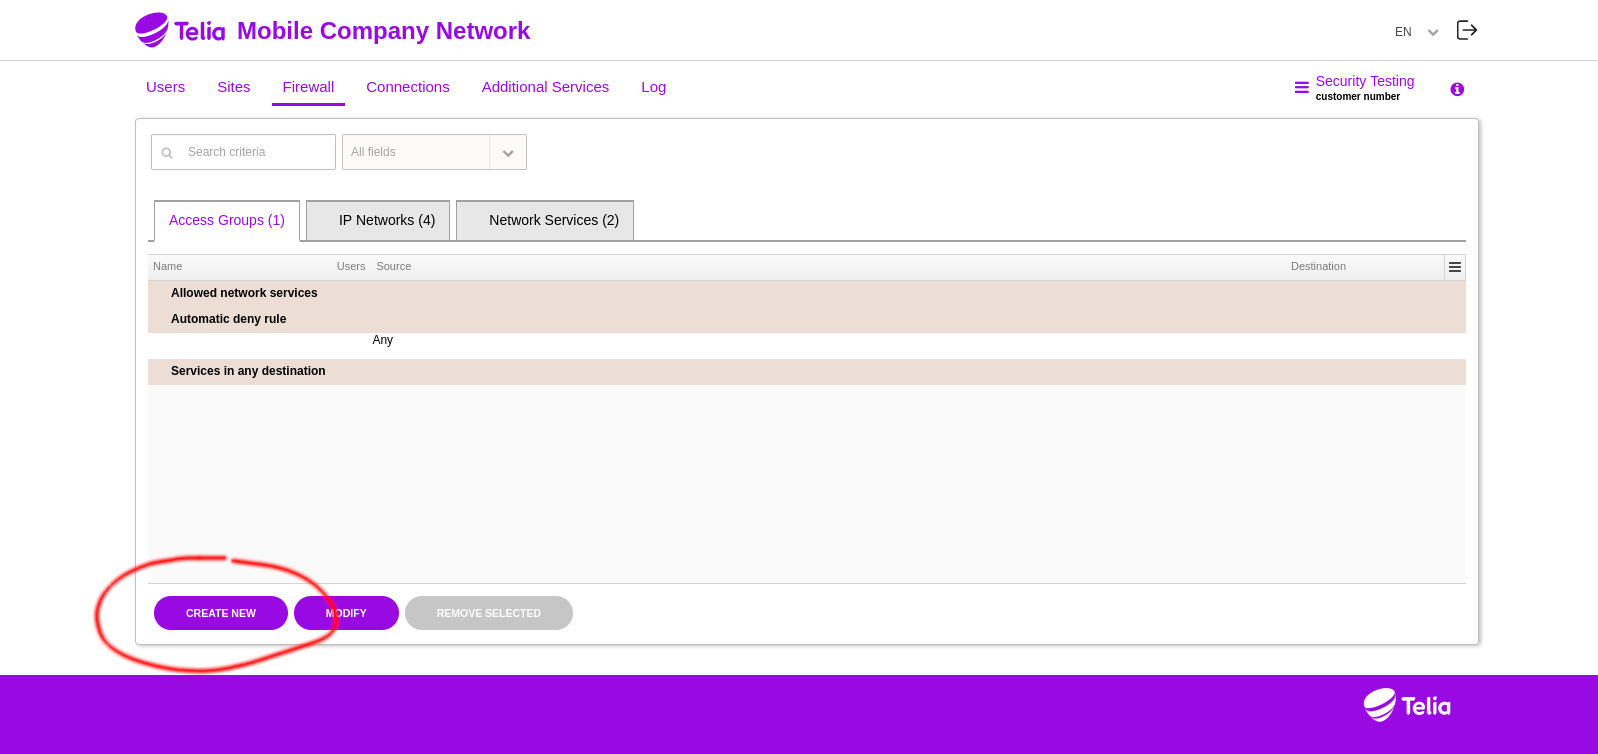 Telia Mobile Company Network
EN
Users Sites Firewall Connections Additional Services Log
Security Testing
customer number
Search criteria All fields
Access Groups (1) IP Networks (4) Network Services (2)
Name Users Source Destination
Allowed network services
Automatic deny rule
Any
Services in any destination
CREATE NEW MODIFY REMOVE SELECTED
Telia